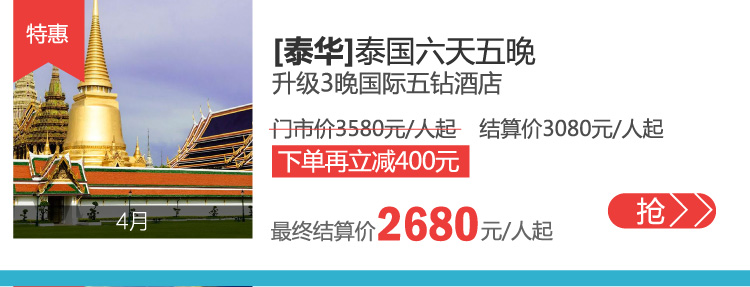 特惠
[泰华]泰国六天五晚
升级3晚国际五钻酒店
门市价3580元/人起 结算价3080元/人起
下单再立减400元
4月
最终结算价2680元/人起
抢